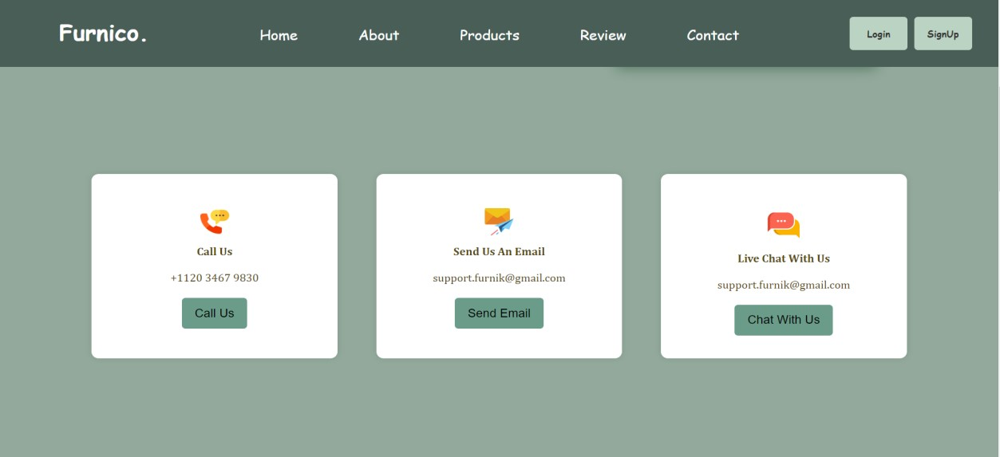 Furnico.
Home
About
Products
Review
Contact
Login
SignUp
Call Us
+1120 3467 9830
Call Us
Send Us An Email
support.furnik@gmail.com
Send Email
Live Chat With Us
support.furnik@gmail.com
Chat With Us